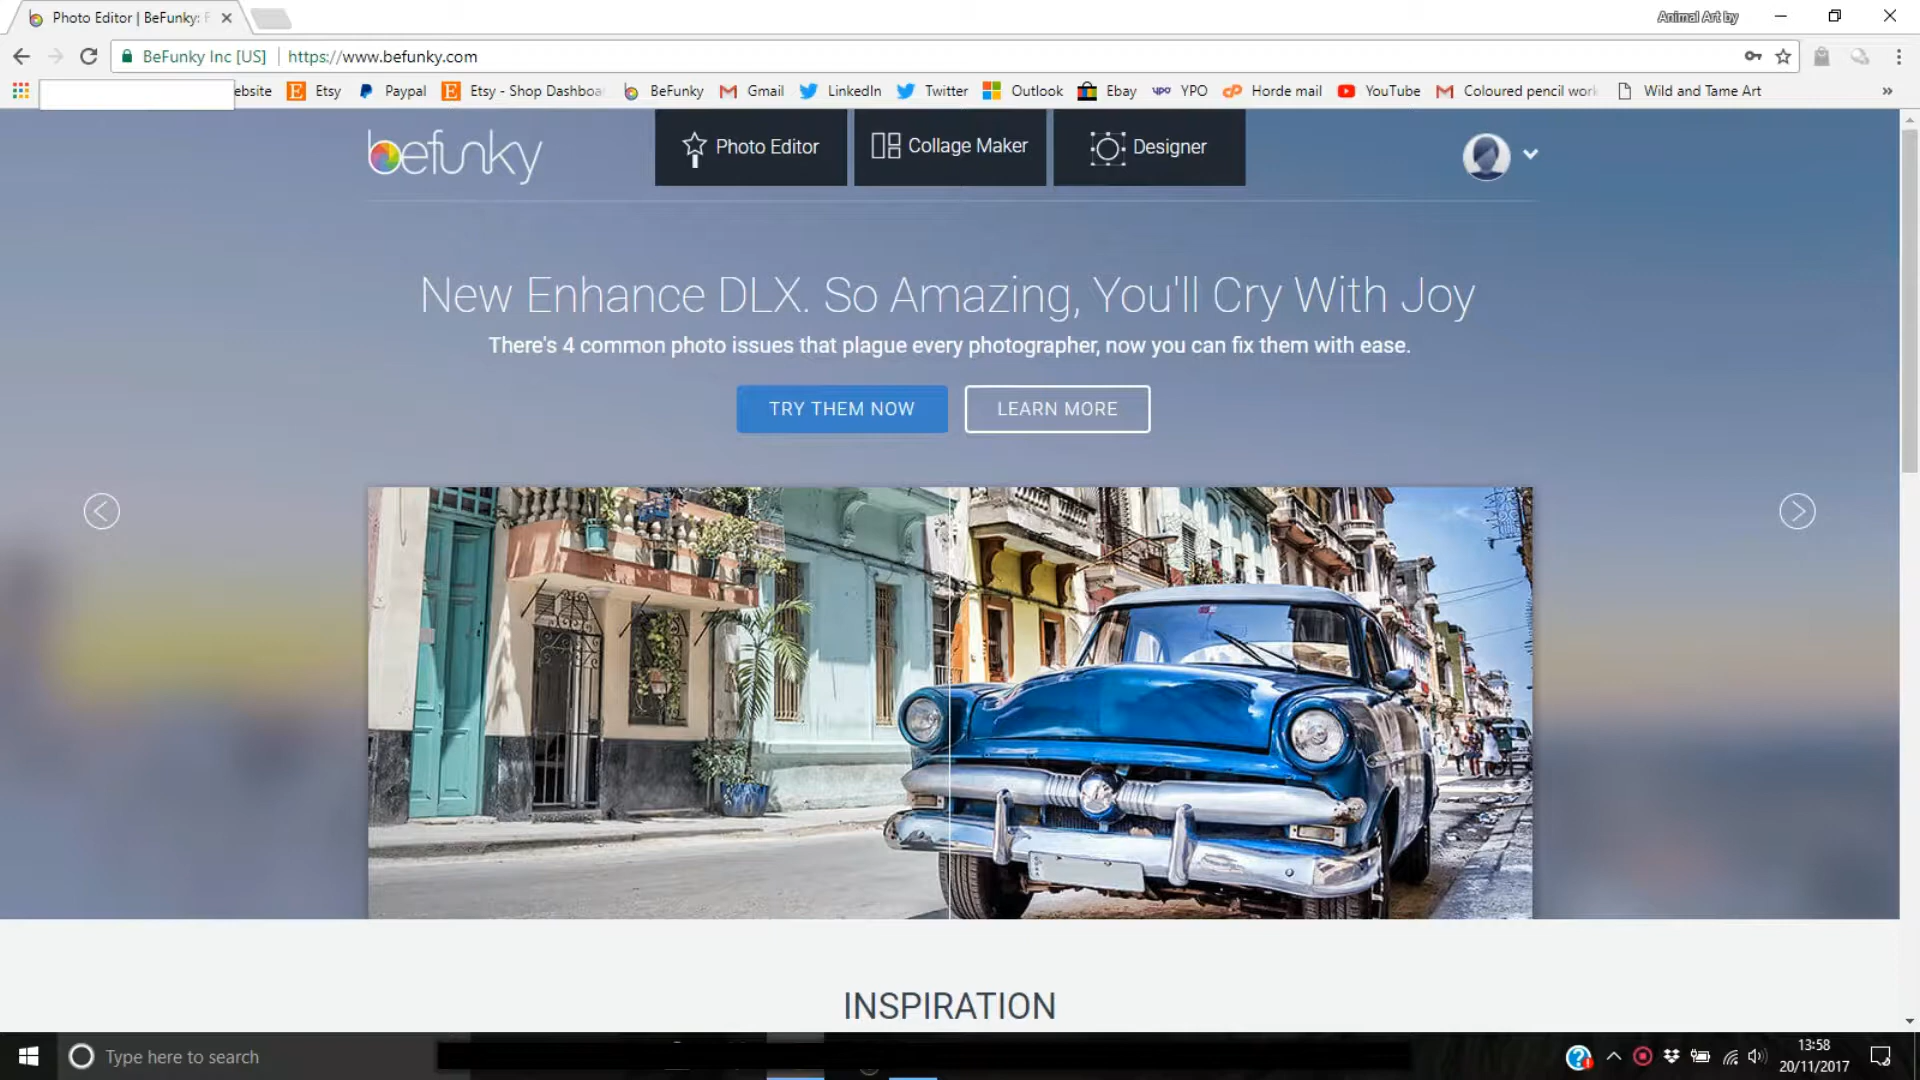 Photo Editor | BeFunky: F
Animal Art by
BeFunky Inc [US] https://www.befunky.com
ebsite Etsy Paypal Etsy - Shop Dashboa BeFunky Gmail LinkedIn Twitter Outlook Ebay YPO YPO Horde mail YouTube Coloured pencil work Wild and Tame Art
befunky
Photo Editor
Collage Maker
Designer
New Enhance DLX. So Amazing, You'll Cry With Joy
There's 4 common photo issues that plague every photographer, now you can fix them with ease.
TRY THEM NOW
LEARN MORE
INSPIRATION
Type here to search
13:58
20/11/2017